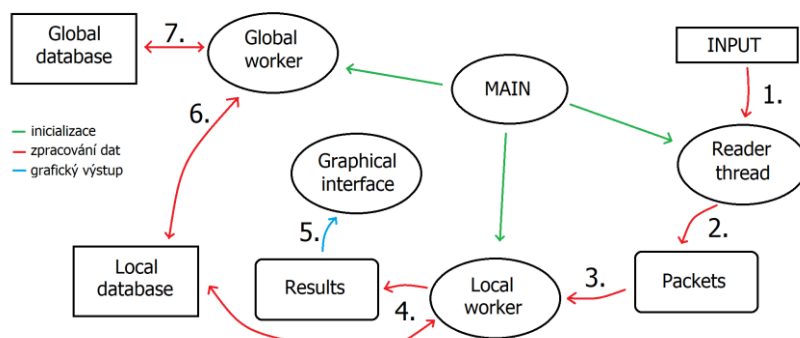 Global
database
7.
Global
worker
INPUT
MAIN
1.
6.
inicializace
zpracování dat
grafický výstup
Graphical
interface
Reader
thread
5.
2.
Local
database
Results
4.
Local
worker
3.
Packets